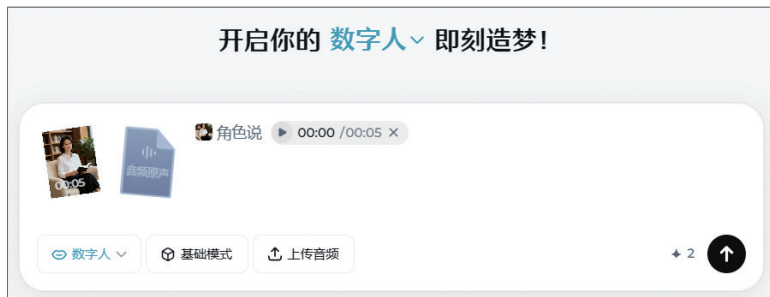 开启你的 数字人 即刻造梦！
角色说 00:00 /00:05 ×
00:05
音频原声
数字人 基础模式 上传音频 2